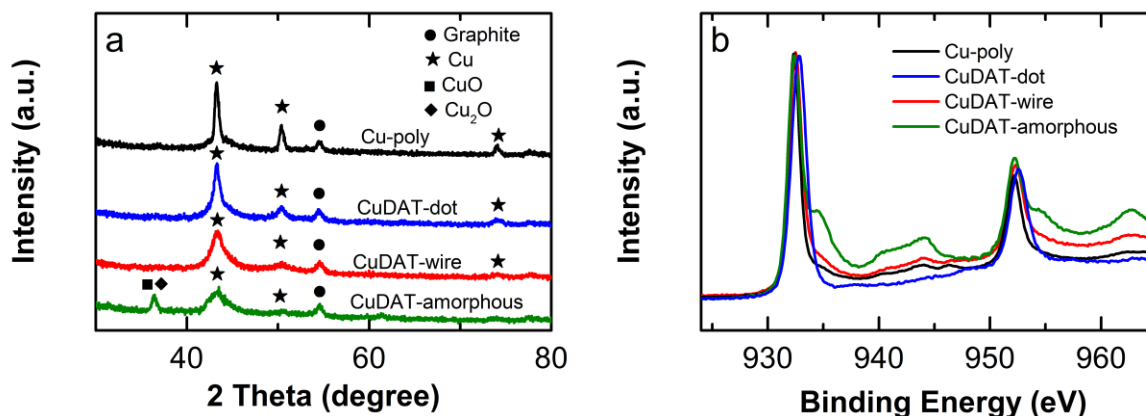 a
● Graphite
★ Cu
■ CuO
◆ Cu₂O
Cu-poly
CuDAT-dot
CuDAT-wire
CuDAT-amorphous
40 60 80
2 Theta (degree)
Intensity (a.u.)
b
Cu-poly
CuDAT-dot
CuDAT-wire
CuDAT-amorphous
930 940 950 960
Binding Energy (eV)
Intensity (a.u.)